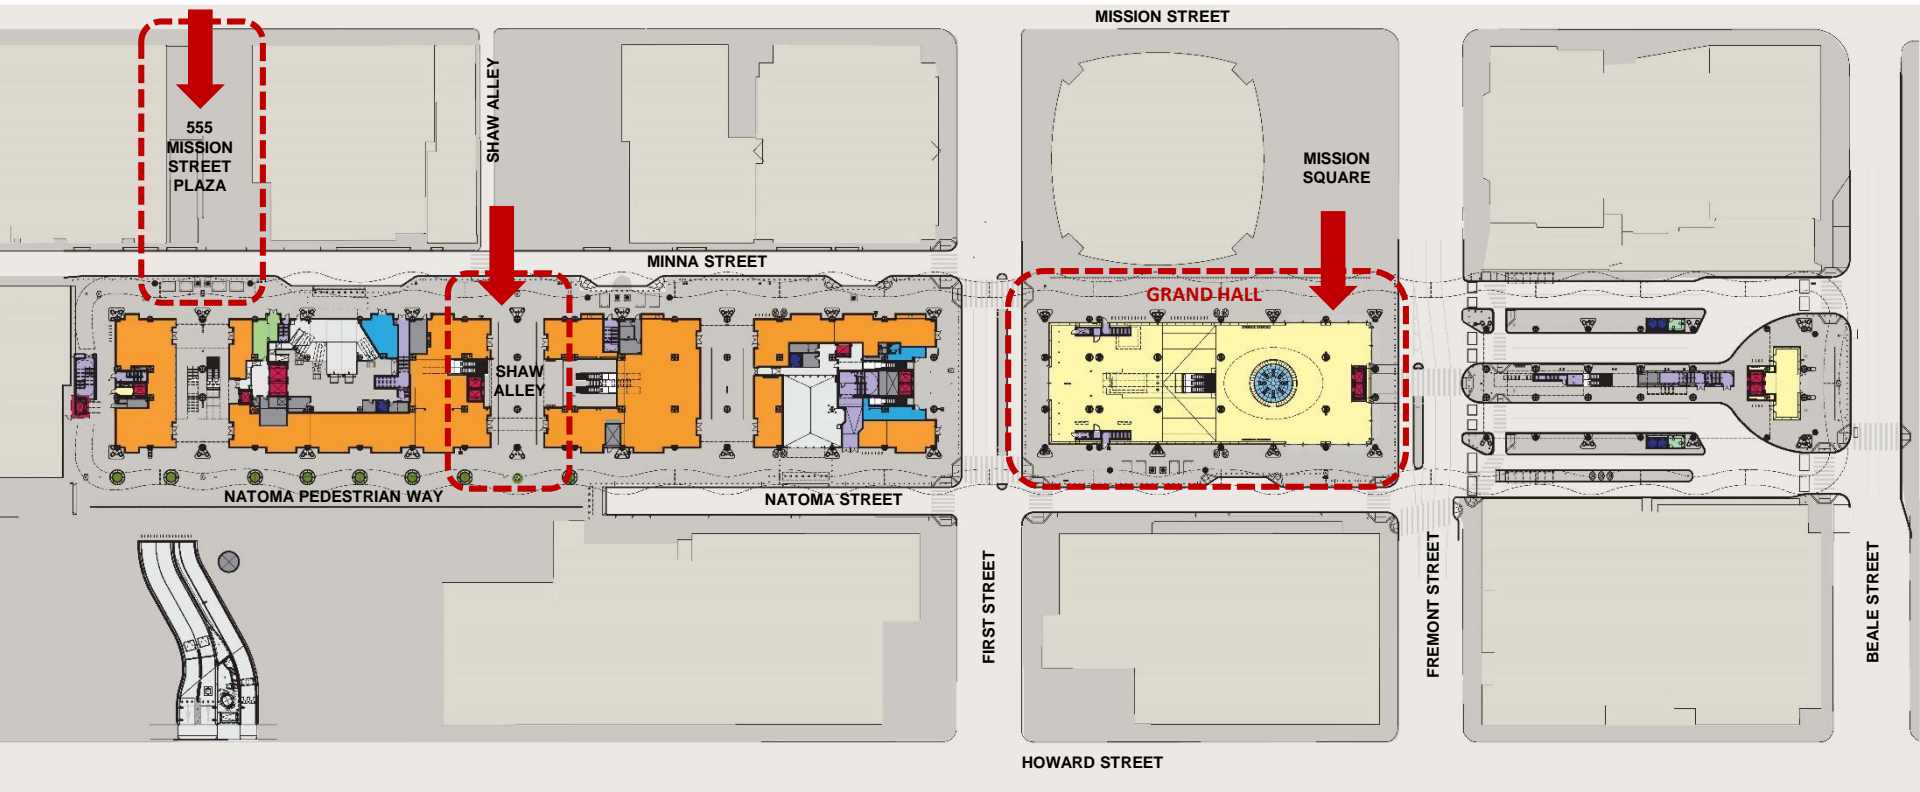 MISSION STREET
SHAW ALLEY
555
MISSION
STREET
PLAZA
MISSION
SQUARE
MINNA STREET
GRAND HALL
SHAW
ALLEY
NATOMA PEDESTRIAN WAY
NATOMA STREET
FIRST STREET
FREMONT STREET
BEALE STREET
HOWARD STREET